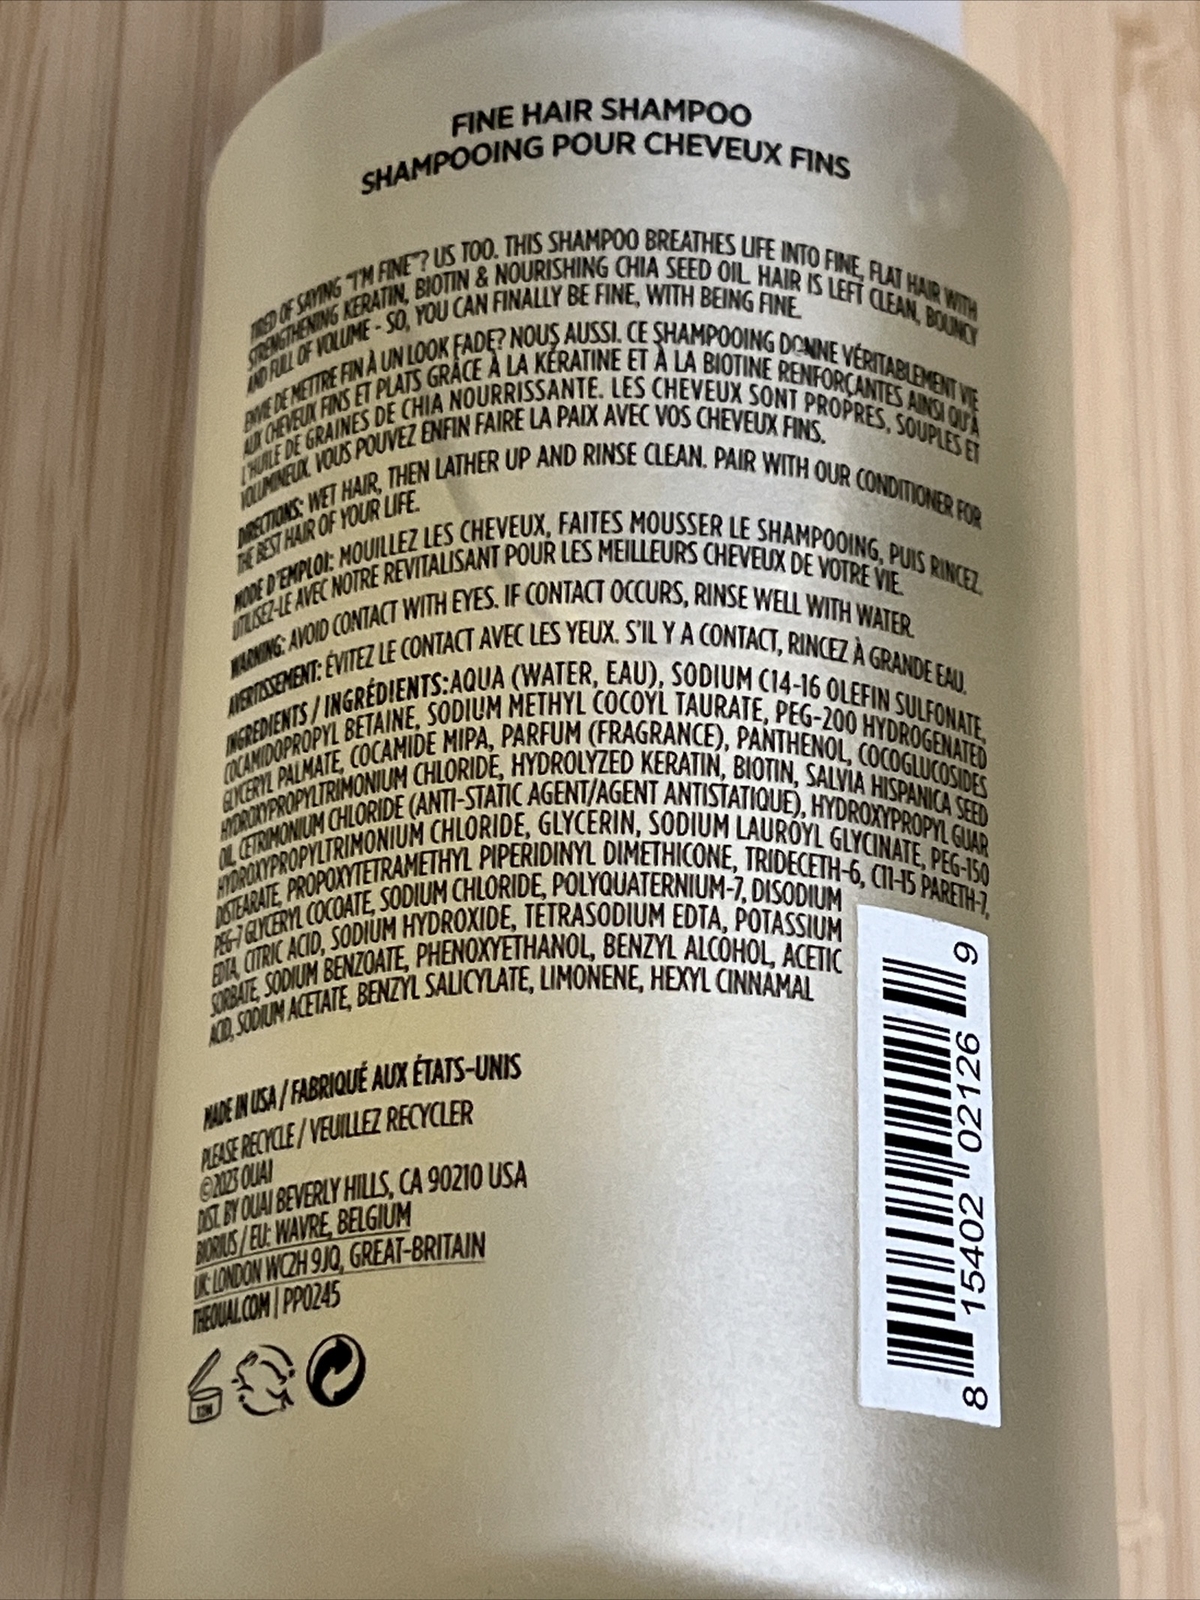 FINE HAIR SHAMPOO
SHAMPOOING POUR CHEVEUX FINS
TIRED OF SAYING "I'M FINE"? US TOO. THIS SHAMPOO BREATHES LIFE INTO FINE, FLAT HAIR WITH
STRENGTHENING KERATIN, BIOTIN & NOURISHING CHIA SEED OIL. HAIR IS LEFT CLEAN, BOUNCY
AND FULL OF VOLUME - SO, YOU CAN FINALLY BE FINE, WITH BEING FINE.
ENVIE DE METTRE FIN À UN LOOK FADE? NOUS AUSSI. CE SHAMPOOING DONNE VÉRITABLEMENT VIE
AUX CHEVEUX FINS ET PLATS GRÂCE À LA KÉRATINE ET À LA BIOTINE RENFORÇANTES AINSI QU'À
L'HUILE DE GRAINES DE CHIA NOURRISSANTE. LES CHEVEUX SONT PROPRES, SOUPLES ET
VOLUMINEUX. VOUS POUVEZ ENFIN FAIRE LA PAIX AVEC VOS CHEVEUX FINS.
DIRECTIONS: WET HAIR, THEN LATHER UP AND RINSE CLEAN. PAIR WITH OUR CONDITIONER FOR
THE BEST HAIR OF YOUR LIFE.
MODE D'EMPLOI: MOUILLEZ LES CHEVEUX, FAITES MOUSSER LE SHAMPOOING, PUIS RINCEZ.
UTILISEZ-LE AVEC NOTRE REVITALISANT POUR LES MEILLEURS CHEVEUX DE VOTRE VIE.
WARNING: AVOID CONTACT WITH EYES. IF CONTACT OCCURS, RINSE WELL WITH WATER.
AVERTISSEMENT: ÉVITEZ LE CONTACT AVEC LES YEUX. S'IL Y A CONTACT, RINCEZ À GRANDE EAU.
INGREDIENTS / INGRÉDIENTS:AQUA (WATER, EAU), SODIUM C14-16 OLEFIN SULFONATE,
COCAMIDOPROPYL BETAINE, SODIUM METHYL COCOYL TAURATE, PEG-200 HYDROGENATED
GLYCERYL PALMATE, COCAMIDE MIPA, PARFUM (FRAGRANCE), PANTHENOL, COCOGLUCOSIDES
HYDROXYPROPYLTRIMONIUM CHLORIDE, HYDROLYZED KERATIN, BIOTIN, SALVIA HISPANICA SEED
OIL, CETRIMONIUM CHLORIDE (ANTI-STATIC AGENT/AGENT ANTISTATIQUE), HYDROXYPROPYL GUAR
HYDROXYPROPYLTRIMONIUM CHLORIDE, GLYCERIN, SODIUM LAUROYL GLYCINATE, PEG-150
DISTEARATE, PROPOXYTETRAMETHYL PIPERIDINYL DIMETHICONE, TRIDECETH-6, C11-15 PARETH-7,
PEG-7 GLYCERYL COCOATE, SODIUM CHLORIDE, POLYQUATERNIUM-7, DISODIUM
EDTA, CITRIC ACID, SODIUM HYDROXIDE, TETRASODIUM EDTA, POTASSIUM
SORBATE, SODIUM BENZOATE, PHENOXYETHANOL, BENZYL ALCOHOL, ACETIC
ACID, SODIUM ACETATE, BENZYL SALICYLATE, LIMONENE, HEXYL CINNAMAL
MADE IN USA / FABRIQUÉ AUX ÉTATS-UNIS
PLEASE RECYCLE / VEUILLEZ RECYCLER
©2023 OUAI
DIST. BY OUAI BEVERLY HILLS, CA 90210 USA
BIORIUS / EU: WAVRE, BELGIUM
UK: LONDON WC2H 9JQ, GREAT-BRITAIN
THEOUAI.COM | PP0245
12M
8 15402 02126 9